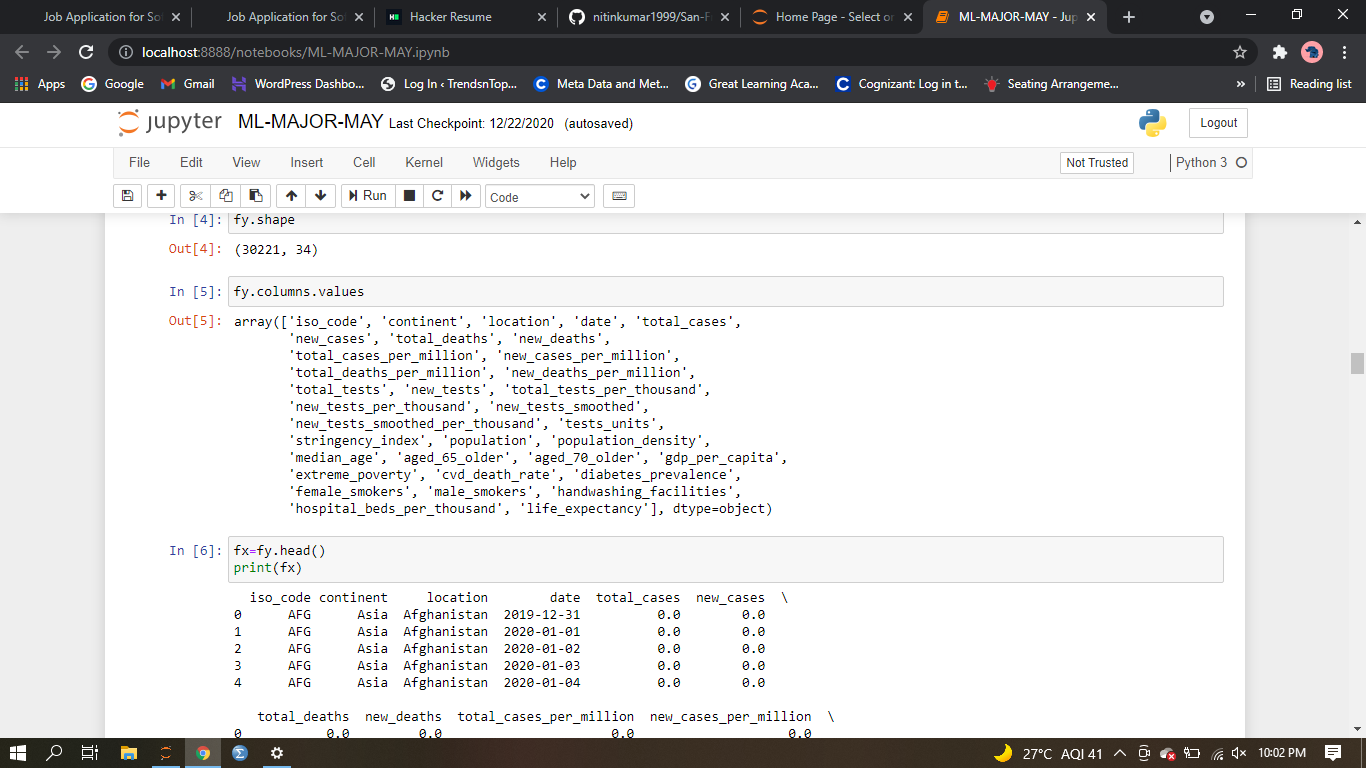 Job Application for So
Job Application for So
Hacker Resume
nitinkumar1999/San-F
Home Page - Select or
ML-MAJOR-MAY - Jup
localhost:8888/notebooks/ML-MAJOR-MAY.ipynb
Apps
Google
Gmail
WordPress Dashbo...
Log In ‹ TrendsnTop...
Meta Data and Met...
Great Learning Aca...
Cognizant: Log in t...
Seating Arrangeme...
»
Reading list
jupyter ML-MAJOR-MAY Last Checkpoint: 12/22/2020 (autosaved)
Logout
File Edit View Insert Cell Kernel Widgets Help
Not Trusted
Python 3
Run
Code
In [4]: fy.shape
Out[4]: (30221, 34)
In [5]: fy.columns.values
Out[5]: array(['iso_code', 'continent', 'location', 'date', 'total_cases',
'new_cases', 'total_deaths', 'new_deaths',
'total_cases_per_million', 'new_cases_per_million',
'total_deaths_per_million', 'new_deaths_per_million',
'total_tests', 'new_tests', 'total_tests_per_thousand',
'new_tests_per_thousand', 'new_tests_smoothed',
'new_tests_smoothed_per_thousand', 'tests_units',
'stringency_index', 'population', 'population_density',
'median_age', 'aged_65_older', 'aged_70_older', 'gdp_per_capita',
'extreme_poverty', 'cvd_death_rate', 'diabetes_prevalence',
'female_smokers', 'male_smokers', 'handwashing_facilities',
'hospital_beds_per_thousand', 'life_expectancy'], dtype=object)
In [6]: fx=fy.head()
print(fx)
iso_code continent location date total_cases new_cases \
0 AFG Asia Afghanistan 2019-12-31 0.0 0.0
1 AFG Asia Afghanistan 2020-01-01 0.0 0.0
2 AFG Asia Afghanistan 2020-01-02 0.0 0.0
3 AFG Asia Afghanistan 2020-01-03 0.0 0.0
4 AFG Asia Afghanistan 2020-01-04 0.0 0.0
total_deaths new_deaths total_cases_per_million new_cases_per_million \
0 0.0 0.0 0.0 0.0
27°C AQI 41
10:02 PM